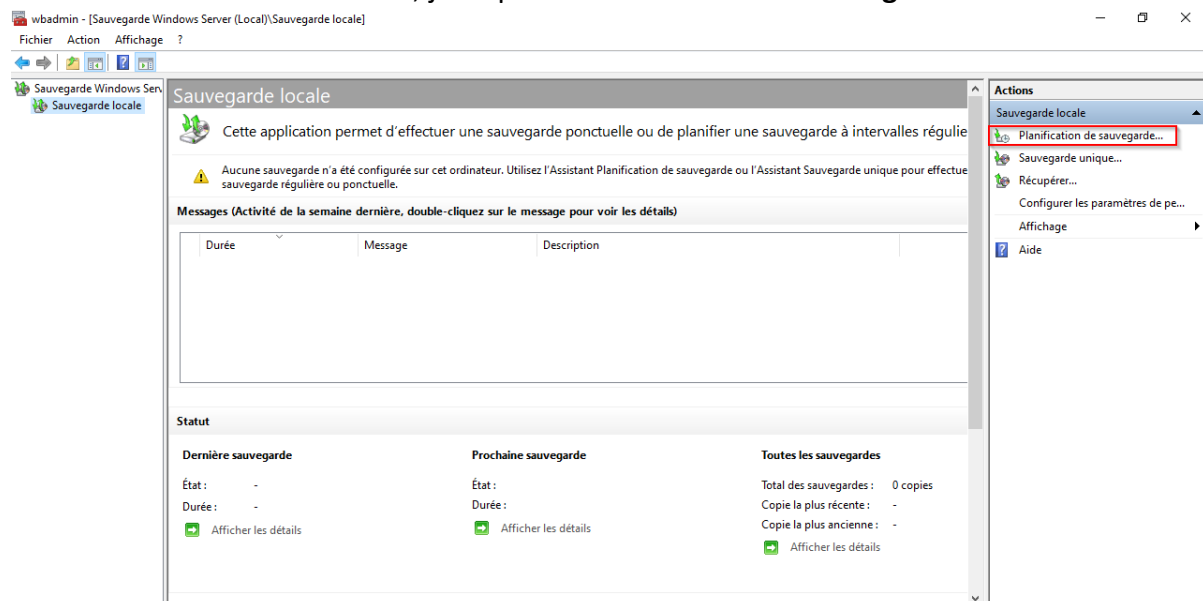 wbadmin - [Sauvegarde Windows Server (Local)\Sauvegarde locale]
Fichier Action Affichage ?
Sauvegarde Windows Serv
Sauvegarde locale
Sauvegarde locale
Cette application permet d'effectuer une sauvegarde ponctuelle ou de planifier une sauvegarde à intervalles régulie
Aucune sauvegarde n'a été configurée sur cet ordinateur. Utilisez l'Assistant Planification de sauvegarde ou l'Assistant Sauvegarde unique pour effectue
sauvegarde régulière ou ponctuelle.
Messages (Activité de la semaine dernière, double-cliquez sur le message pour voir les détails)
Durée Message Description
Statut
Dernière sauvegarde
État : -
Durée : -
Afficher les détails
Prochaine sauvegarde
État :
Durée :
Afficher les détails
Toutes les sauvegardes
Total des sauvegardes : 0 copies
Copie la plus récente : -
Copie la plus ancienne : -
Afficher les détails
Actions
Sauvegarde locale
Planification de sauvegarde...
Sauvegarde unique...
Récupérer...
Configurer les paramètres de pe...
Affichage
Aide